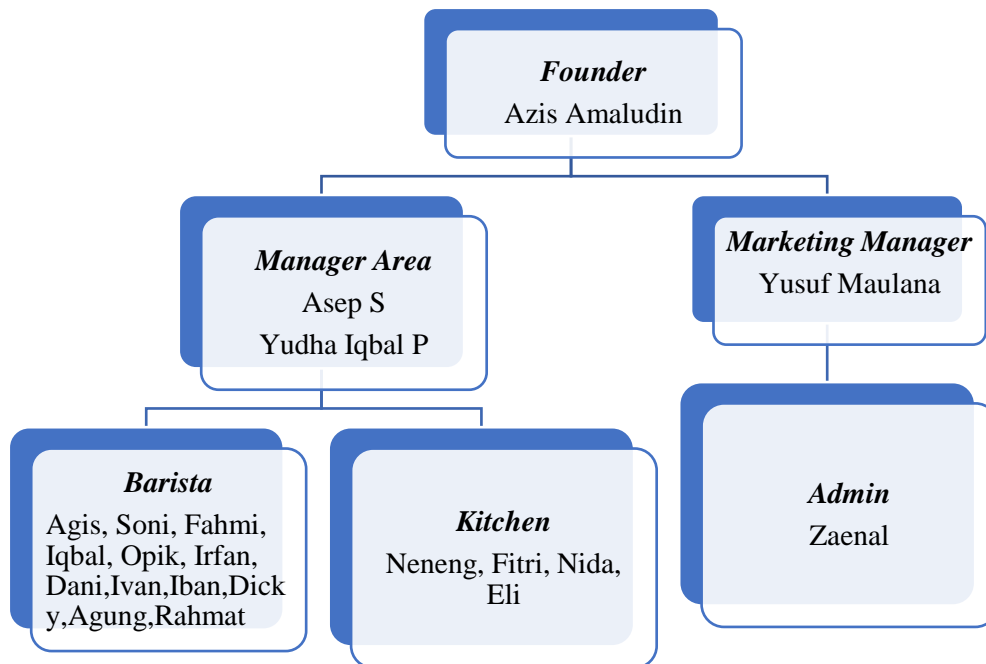 Founder
Azis Amaludin
Manager Area
Asep S
Yudha Iqbal P
Marketing Manager
Yusuf Maulana
Barista
Agis, Soni, Fahmi,
Iqbal, Opik, Irfan,
Dani,Ivan,Iban,Dick
y,Agung,Rahmat
Kitchen
Neneng, Fitri, Nida,
Eli
Admin
Zaenal